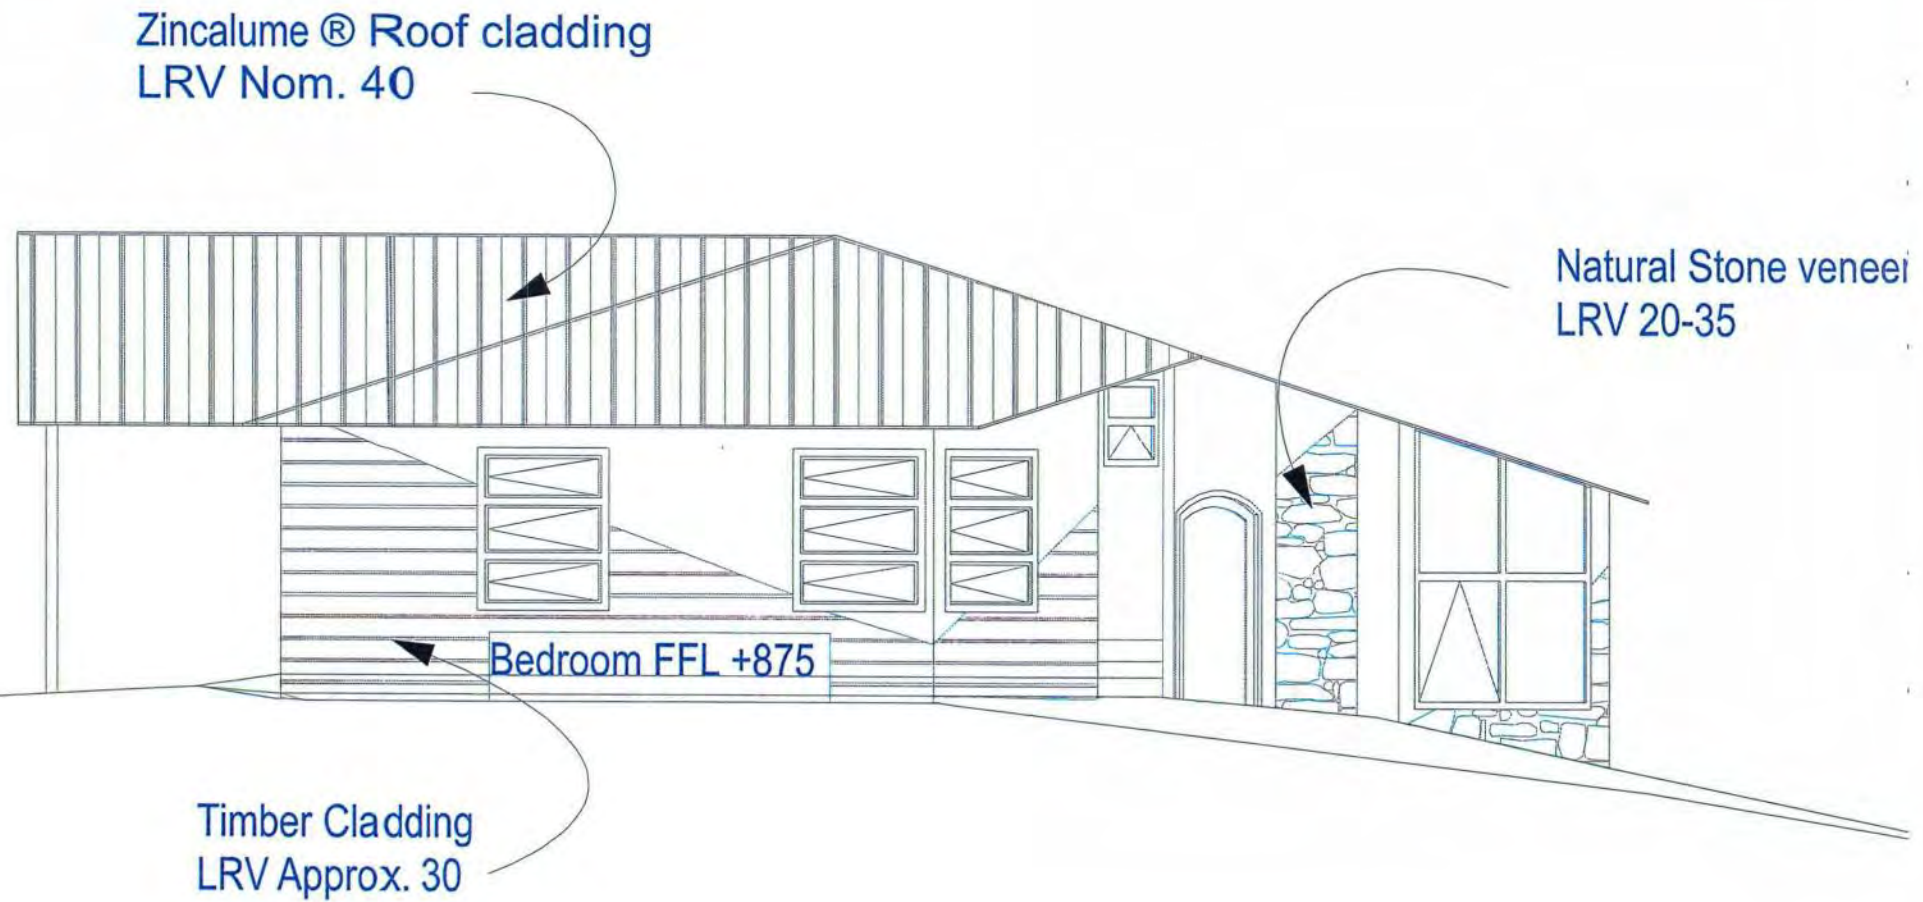 Zincalume ® Roof cladding
LRV Nom. 40
Natural Stone veneer
LRV 20-35
Bedroom FFL +875
Timber Cladding
LRV Approx. 30